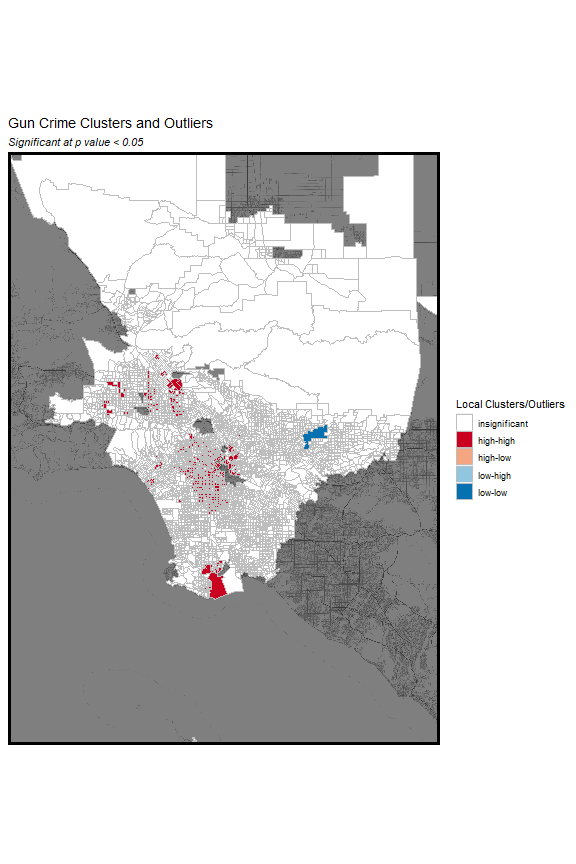 Gun Crime Clusters and Outliers
Significant at p value < 0.05
Local Clusters/Outliers
insignificant
high-high
high-low
low-high
low-low